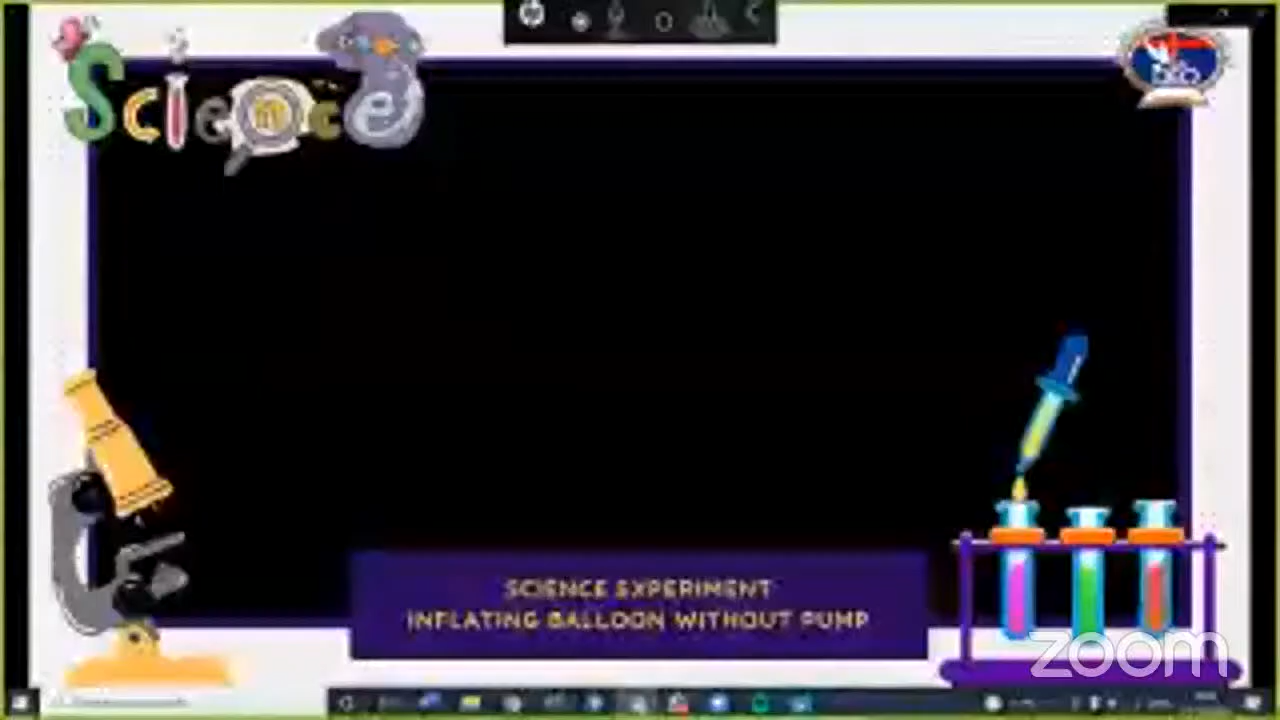 Science
SCIENCE EXPERIMENT
INFLATING BALLOON WITHOUT PUMP
zoom